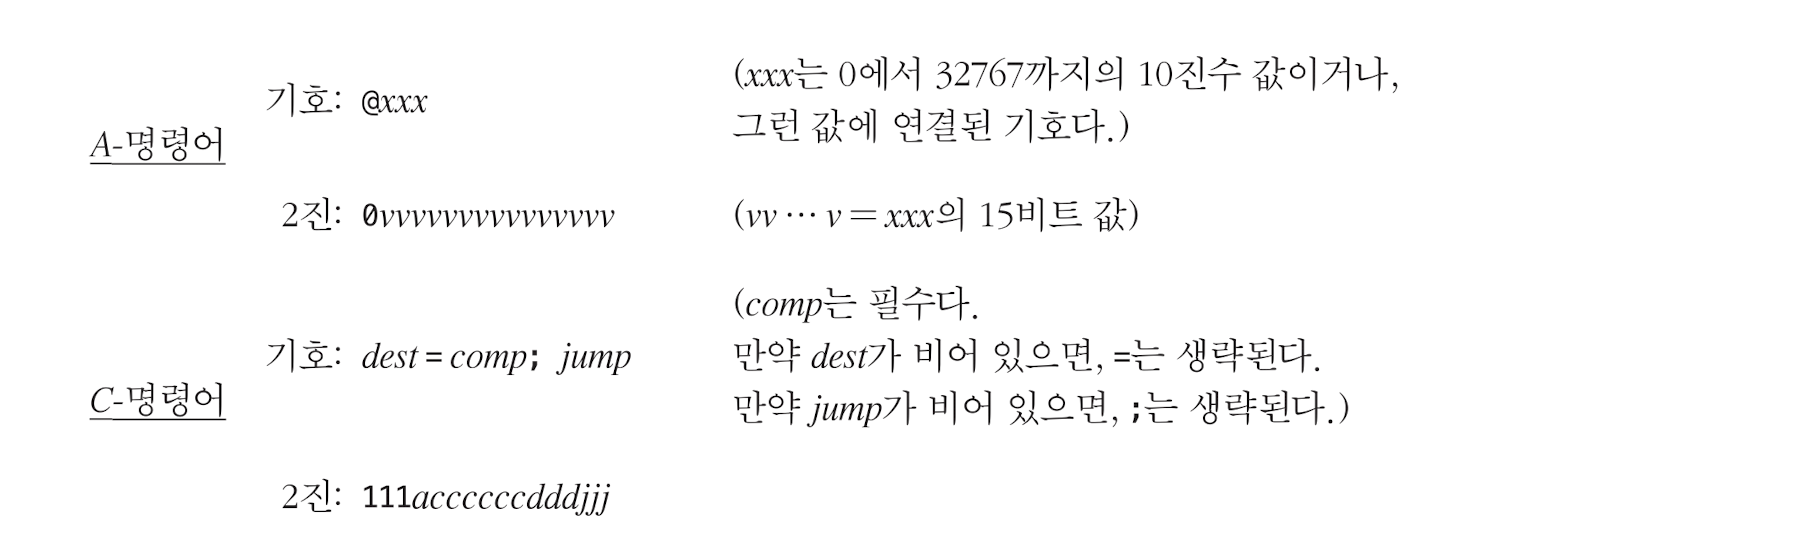 A-명령어
기호: @xxx
(xxx는 0에서 32767까지의 10진수 값이거나,
그런 값에 연결된 기호다.)
2진: 0vvvvvvvvvvvvvvv
(vv ··· v = xxx의 15비트 값)
C-명령어
기호: dest = comp; jump
(comp는 필수다.
만약 dest가 비어 있으면, =는 생략된다.
만약 jump가 비어 있으면, ;는 생략된다.)
2진: 111accccccdddjjj